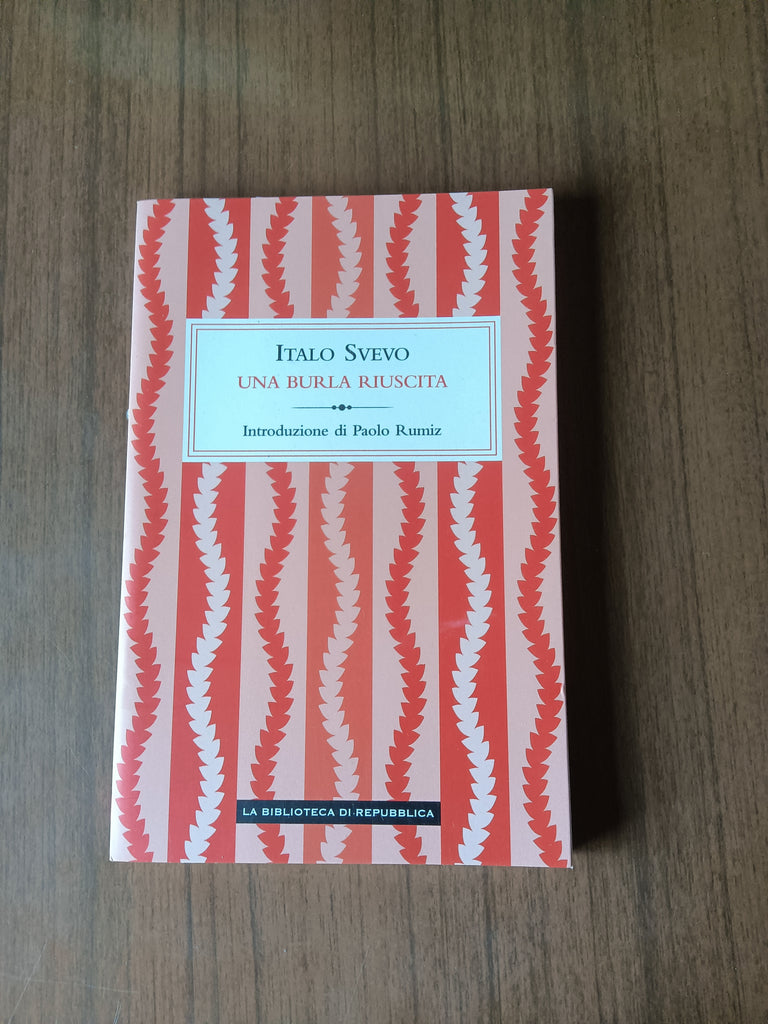 Italo Svevo
UNA BURLA RIUSCITA
Introduzione di Paolo Rumiz
LA BIBLIOTECA DI REPUBBLICA